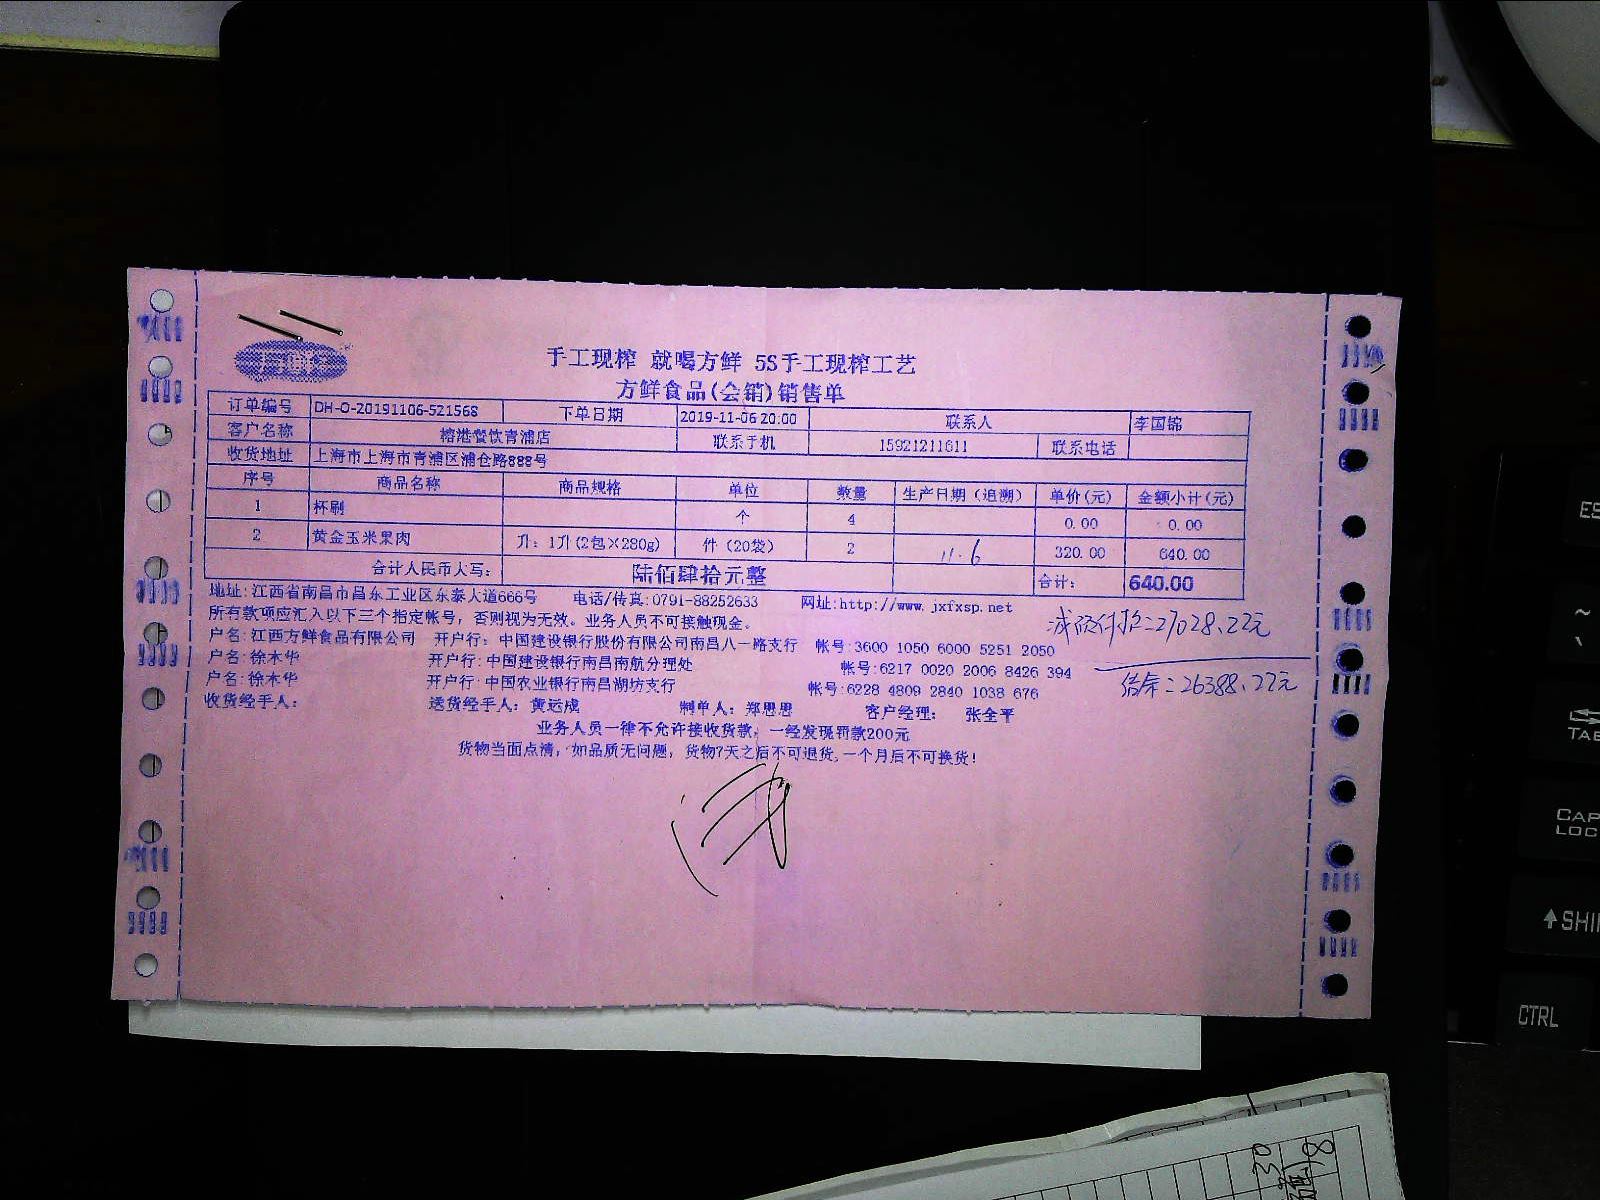 手工现榨 就喝方鲜 5S手工现榨工艺
方鲜食品(会销)销售单
订单编号 DH-O-20191106-521568 下单日期 2019-11-06 20:00 联系人 李国锦
客户名称 榕港餐饮青浦店 联系手机 15921211611 联系电话
收货地址 上海市上海市青浦区浦仓路888号
序号 商品名称 商品规格 单位 数量 生产日期（追溯） 单价(元) 金额小计(元)
1 杯刷 个 4 0.00 0.00
2 黄金玉米果肉 升：1升(2包×280g) 件（20袋） 2 11.6 320.00 640.00
合计人民币大写： 陆佰肆拾元整 合计： 640.00
地址:江西省南昌市昌东工业区东泰大道666号 电话/传真:0791-88252633 网址:http://www.jxfxsp.net
所有款项应汇入以下三个指定帐号，否则视为无效。业务人员不可接触现金。
减预付款=27028.22元
户名:江西方鲜食品有限公司 开户行：中国建设银行股份有限公司南昌八一路支行 帐号:3600 1050 6000 5251 2050
户名:徐木华 开户行:中国建设银行南昌南航分理处 帐号:6217 0020 2006 8426 394
结余=26388.22元
户名:徐木华 开户行:中国农业银行南昌湖坊支行 帐号:6228 4809 2840 1038 676
收货经手人： 送货经手人：黄运成 制单人：郑思思 客户经理： 张全平
业务人员一律不允许接收货款，一经发现罚款200元
货物当面点清，如品质无问题，货物7天之后不可退货,一个月后不可换货！
TAB
CAPS
LOCK
CTRL
30
18